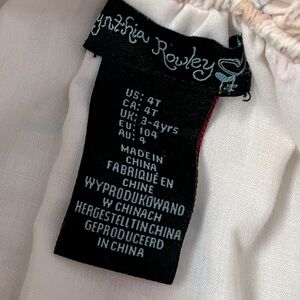 Cynthia Rowley
US: 4T
CA: 4T
UK: 3-4yrs
EU: 104
AU: 4
MADE IN
CHINA
FABRIQUÉ EN
CHINE
WYPRODUKOWANO
W CHINACH
HERGESTELLT IN CHINA
GEPRODUCEERD
IN CHINA